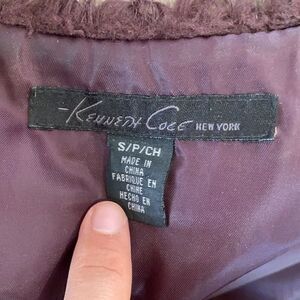 Kenneth Cole NEW YORK
S/P/CH
MADE IN
CHINA
FABRIQUE EN
CHINE
HECHO EN
CHINA